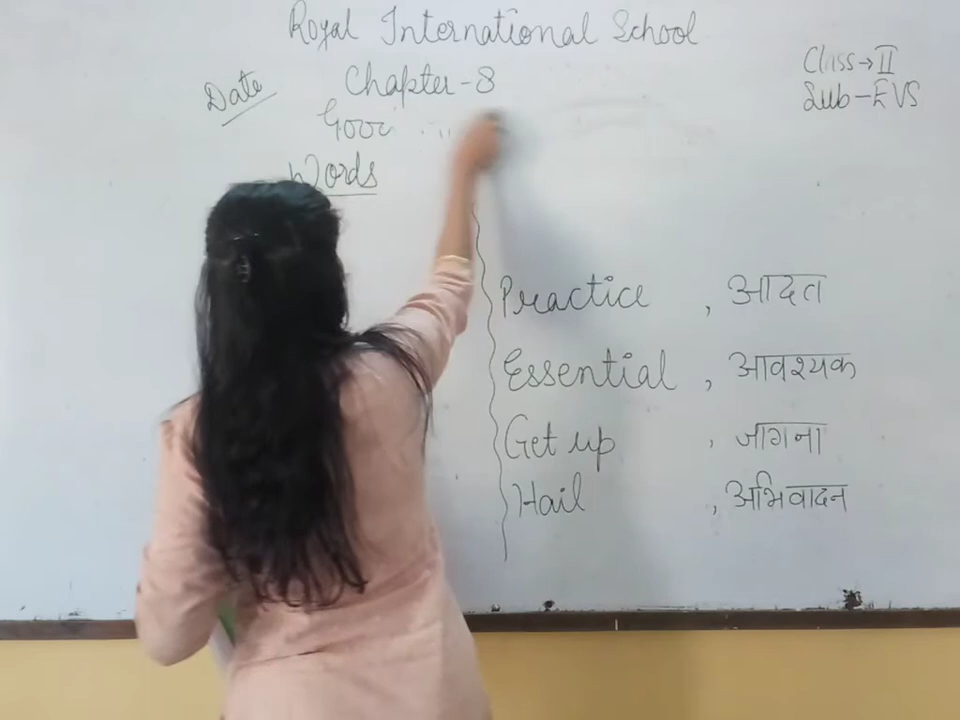 Royal International School
Date
Chapter-8
Class→II
Sub-EVS
Words
Practice , आदत
Essential , आवश्यक
Get up , जागना
Hail , अभिवादन